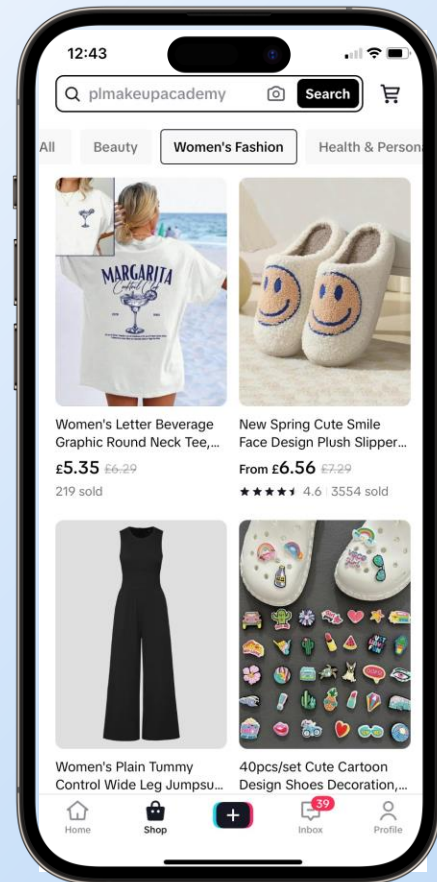 12:43
plmakeupacademy
Search
All
Beauty
Women's Fashion
Health & Persona
MARGARITA
Cocktail Club
Women's Letter Beverage
Graphic Round Neck Tee,...
£5.35 £6.29
219 sold
New Spring Cute Smile
Face Design Plush Slipper...
From £6.56 £7.29
4.6 3554 sold
Women's Plain Tummy
Control Wide Leg Jumpsu...
40pcs/set Cute Cartoon
Design Shoes Decoration,...
Home
Shop
39
Inbox
Profile